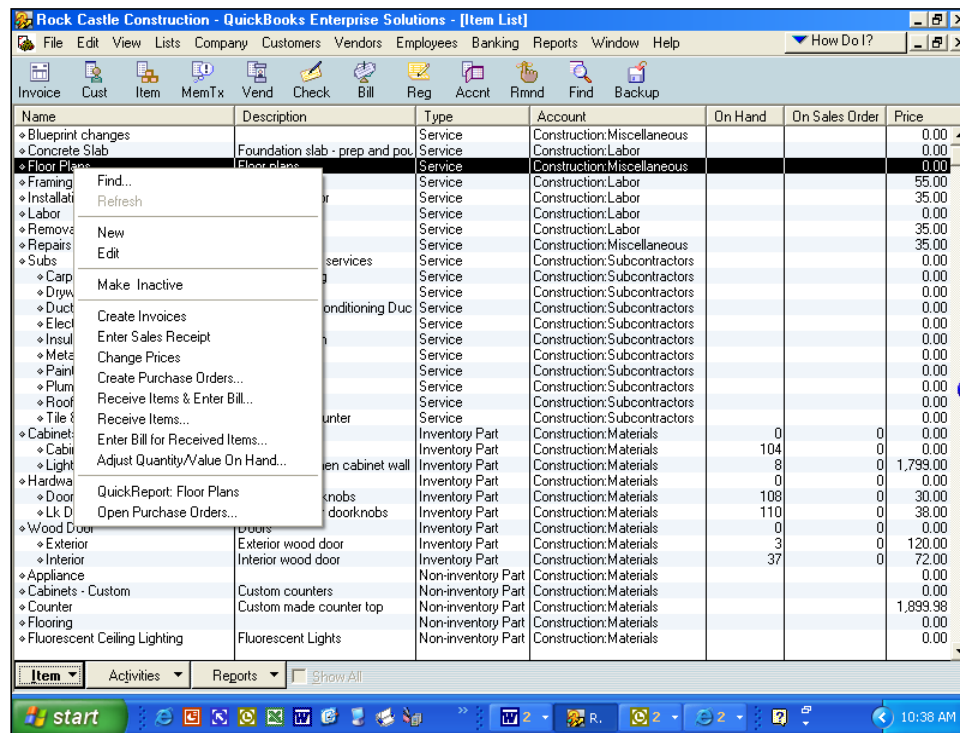 Rock Castle Construction - QuickBooks Enterprise Solutions - [Item List]
File Edit View Lists Company Customers Vendors Employees Banking Reports Window Help How Do I?
Invoice Cust Item MemTx Vend Check Bill Reg Accnt Rmnd Find Backup
Name Description Type Account On Hand On Sales Order Price
Blueprint changes Service Construction:Miscellaneous 0.00
Concrete Slab Foundation slab - prep and pou Service Construction:Labor 0.00
Floor Plans Floor plans Service Construction:Miscellaneous 0.00
Framing Service Construction:Labor 55.00
Installati or Service Construction:Labor 35.00
Labor Service Construction:Labor 0.00
Remova Service Construction:Labor 35.00
Repairs Service Construction:Miscellaneous 35.00
Subs services Service Construction:Subcontractors 0.00
Carp g Service Construction:Subcontractors 0.00
Dryw Service Construction:Subcontractors 0.00
Duct onditioning Duc Service Construction:Subcontractors 0.00
Elect Service Construction:Subcontractors 0.00
Insul n Service Construction:Subcontractors 0.00
Meta Service Construction:Subcontractors 0.00
Paint Service Construction:Subcontractors 0.00
Plum Service Construction:Subcontractors 0.00
Roof Service Construction:Subcontractors 0.00
Tile & unter Service Construction:Subcontractors 0.00
Cabinet Inventory Part Construction:Materials 0 0 0.00
Cabi Inventory Part Construction:Materials 104 0 0.00
Light en cabinet wall Inventory Part Construction:Materials 8 0 1,799.00
Hardwa Inventory Part Construction:Materials 0 0 0.00
Door knobs Inventory Part Construction:Materials 108 0 30.00
Lk D doorknobs Inventory Part Construction:Materials 110 0 38.00
Wood Door Doors Inventory Part Construction:Materials 0 0 0.00
Exterior Exterior wood door Inventory Part Construction:Materials 3 0 120.00
Interior Interior wood door Inventory Part Construction:Materials 37 0 72.00
Appliance Non-inventory Part Construction:Materials 0.00
Cabinets - Custom Custom counters Non-inventory Part Construction:Materials 0.00
Counter Custom made counter top Non-inventory Part Construction:Materials 1,899.98
Flooring Non-inventory Part Construction:Materials 0.00
Fluorescent Ceiling Lighting Fluorescent Lights Non-inventory Part Construction:Materials 0.00
Find...
Refresh
New
Edit
Make Inactive
Create Invoices
Enter Sales Receipt
Change Prices
Create Purchase Orders...
Receive Items & Enter Bill...
Receive Items...
Enter Bill for Received Items...
Adjust Quantity/Value On Hand...
QuickReport: Floor Plans
Open Purchase Orders...
Item Activities Reports Show All
start 2 R. 2 2 10:38 AM